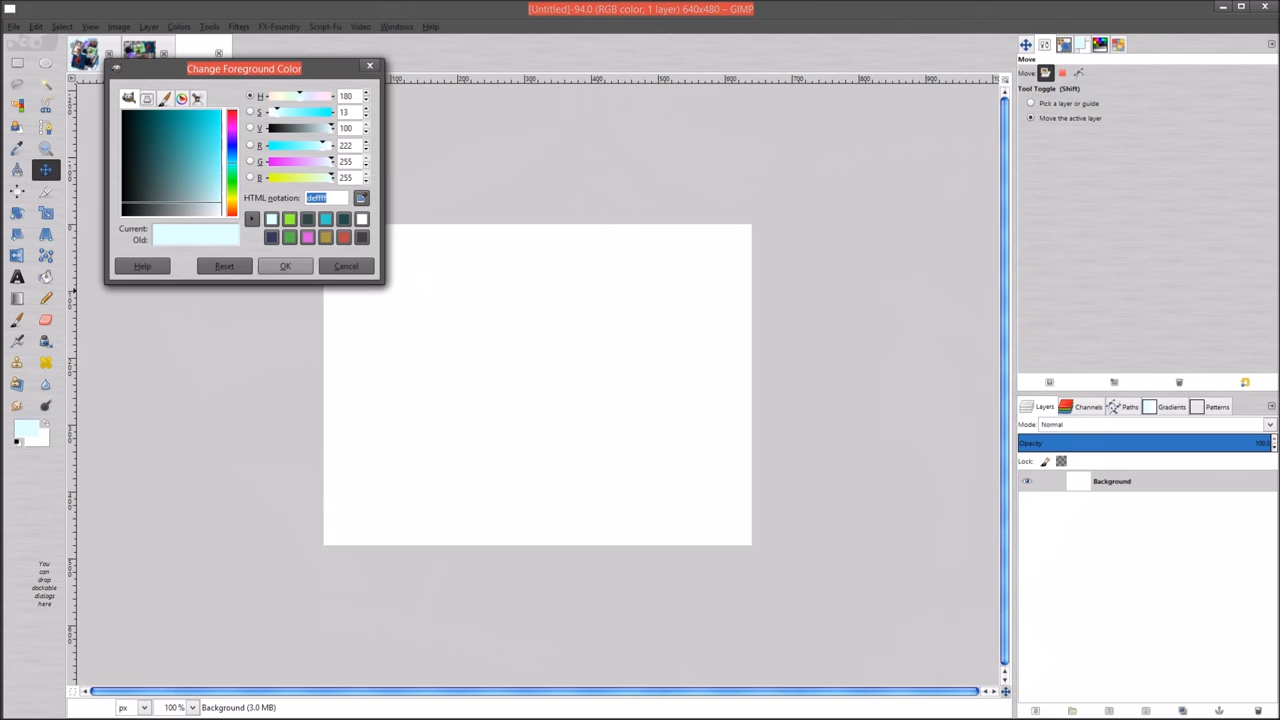 [Untitled]-94.0 (RGB color, 1 layer) 640x480 – GIMP
File Edit Select View Image Layer Colors Tools Filters FX-Foundry Script-Fu Video Windows Help
Change Foreground Color
H 180
S 13
V 100
R 222
G 255
B 255
HTML notation: deffff
Current:
Old:
Help Reset OK Cancel
Move
Move:
Tool Toggle (Shift)
Pick a layer or guide
Move the active layer
Layers Channels Paths Gradients Patterns
Mode: Normal
Opacity 100.0
Lock:
Background
You
can
drop
dockable
dialogs
here
px 100 % Background (3.0 MB)